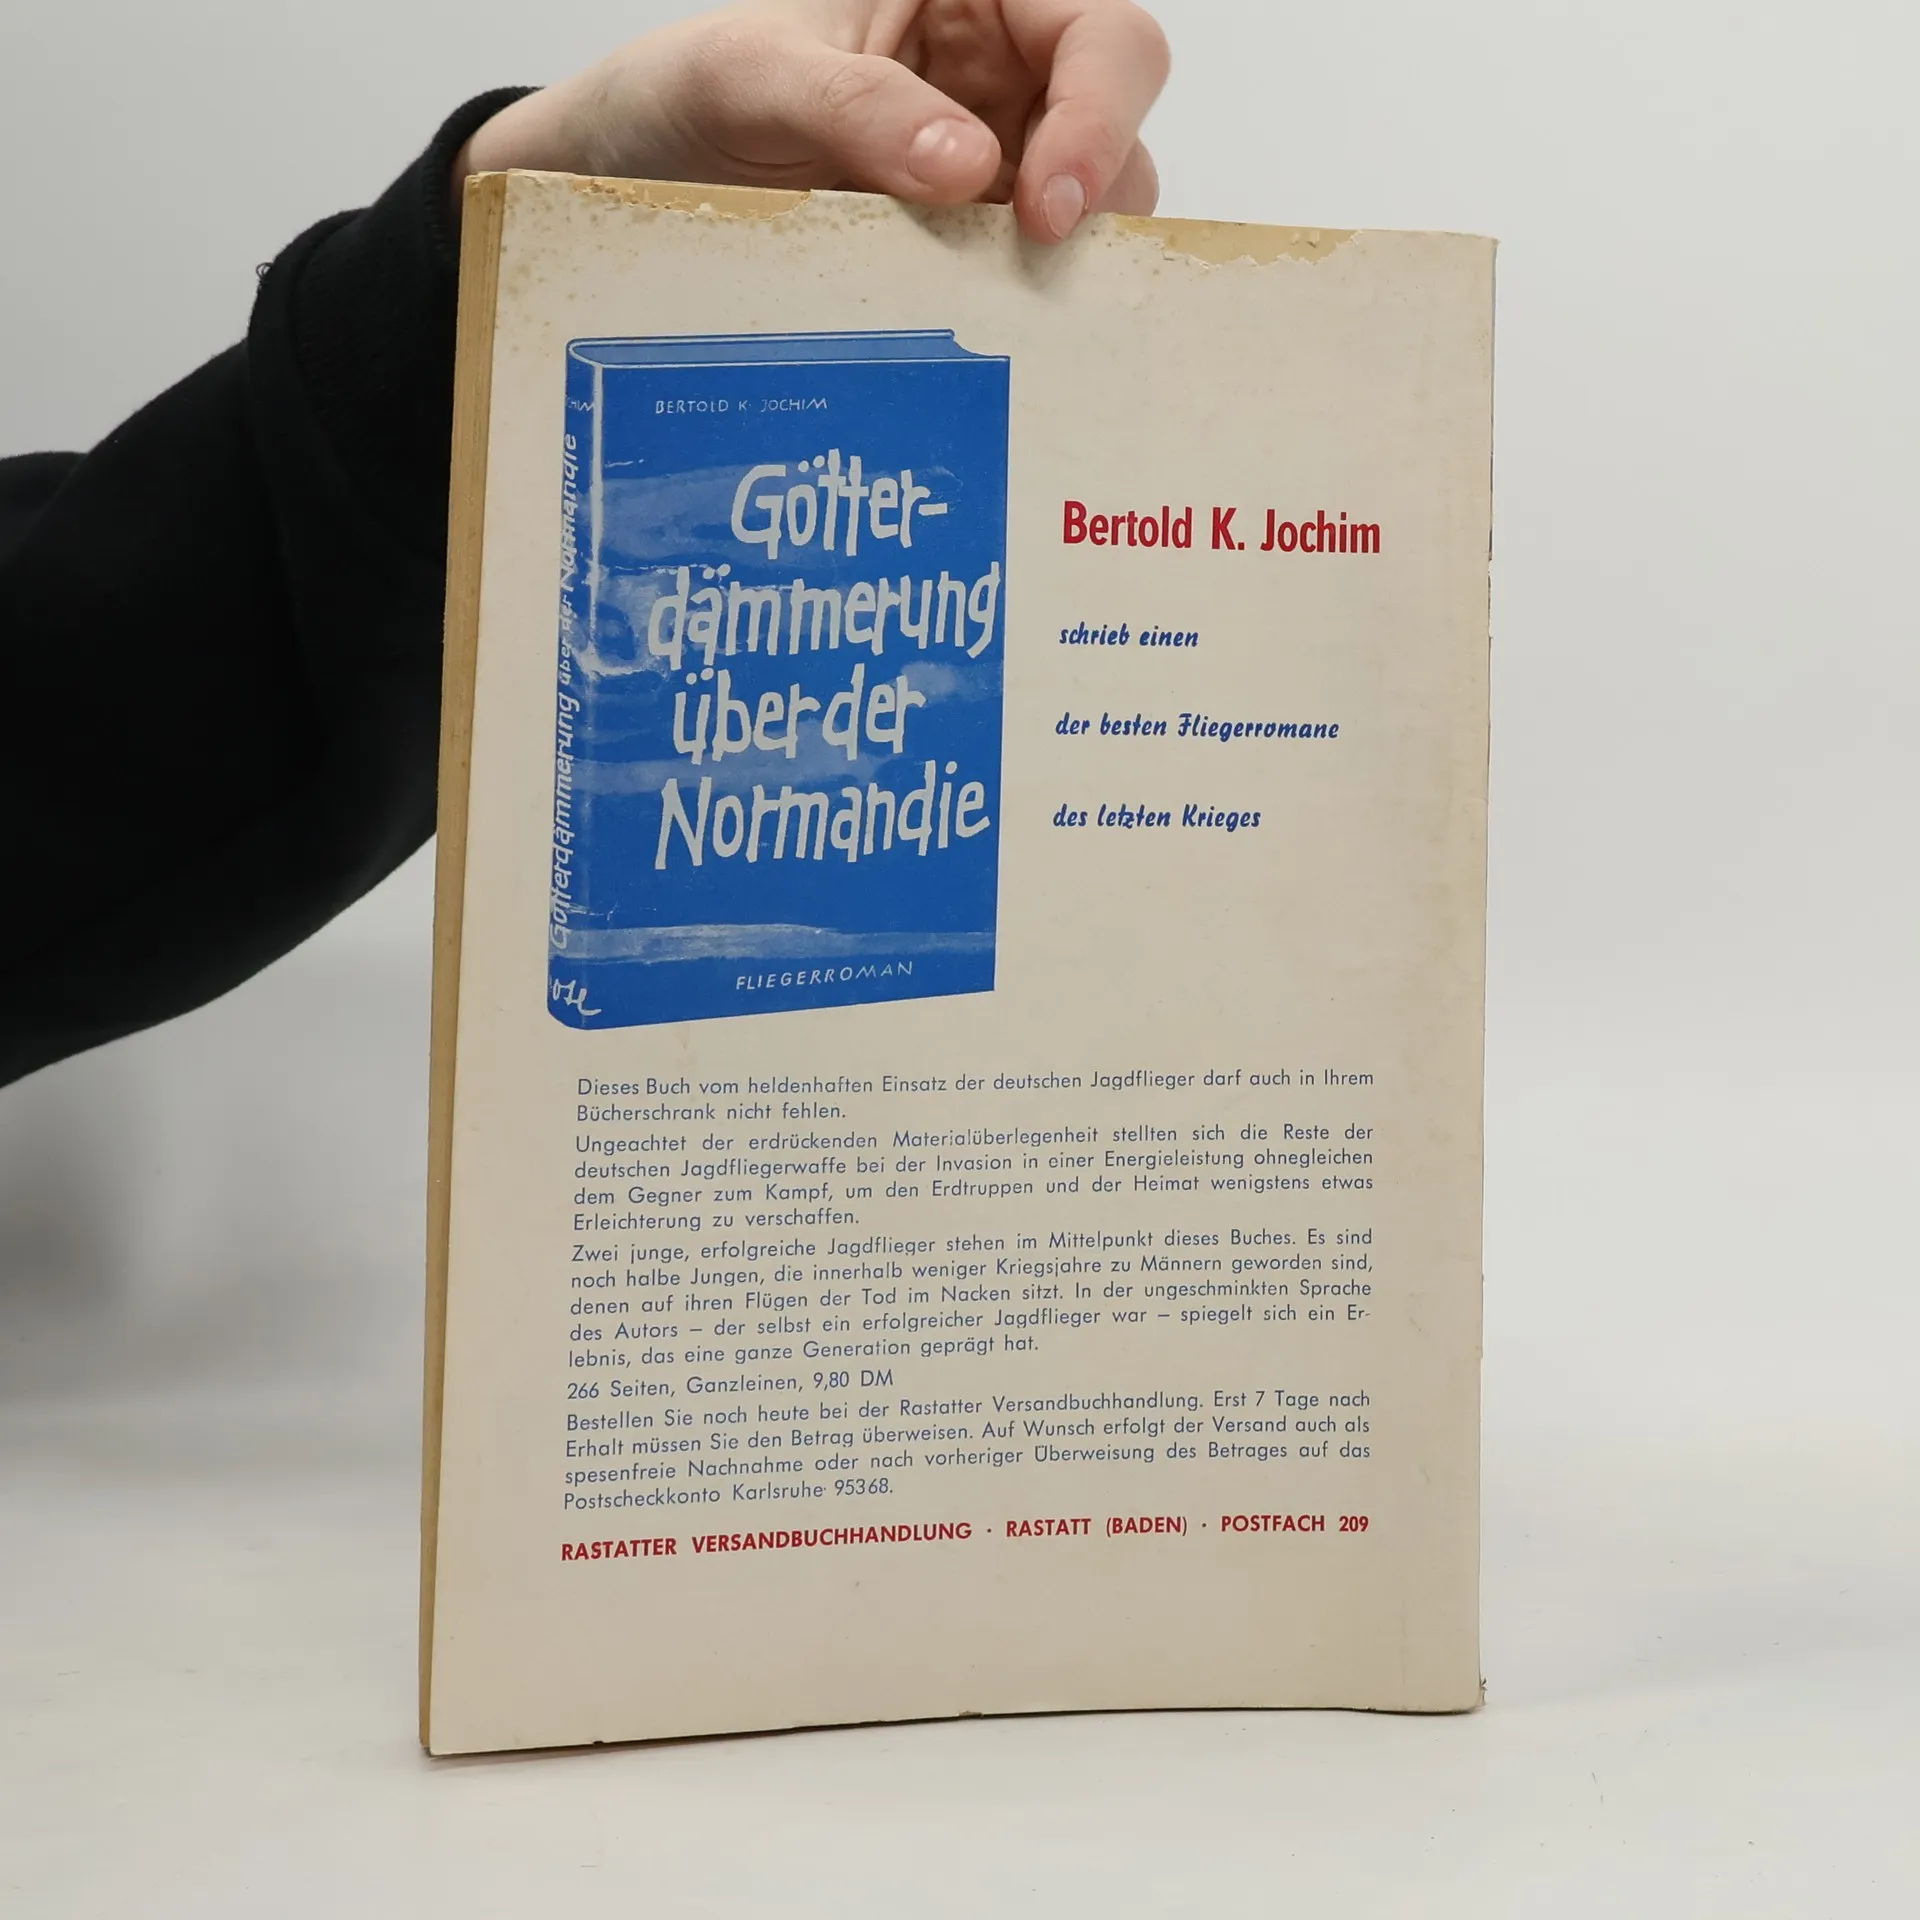 BERTOLD K. JOCHIM
Götter-
dämmerung
über der
Normandie
FLIEGERROMAN
Götterdämmerung über der Normandie
Bertold K. Jochim
schrieb einen
der besten Fliegerromane
des letzten Krieges
Dieses Buch vom heldenhaften Einsatz der deutschen Jagdflieger darf auch in Ihrem
Bücherschrank nicht fehlen.
Ungeachtet der erdrückenden Materialüberlegenheit stellten sich die Reste der
deutschen Jagdfliegerwaffe bei der Invasion in einer Energieleistung ohnegleichen
dem Gegner zum Kampf, um den Erdtruppen und der Heimat wenigstens etwas
Erleichterung zu verschaffen.
Zwei junge, erfolgreiche Jagdflieger stehen im Mittelpunkt dieses Buches. Es sind
noch halbe Jungen, die innerhalb weniger Kriegsjahre zu Männern geworden sind,
denen auf ihren Flügen der Tod im Nacken sitzt. In der ungeschminkten Sprache
des Autors – der selbst ein erfolgreicher Jagdflieger war – spiegelt sich ein Er-
lebnis, das eine ganze Generation geprägt hat.
266 Seiten, Ganzleinen, 9,80 DM
Bestellen Sie noch heute bei der Rastatter Versandbuchhandlung. Erst 7 Tage nach
Erhalt müssen Sie den Betrag überweisen. Auf Wunsch erfolgt der Versand auch als
spesenfreie Nachnahme oder nach vorheriger Überweisung des Betrages auf das
Postscheckkonto Karlsruhe 95368.
RASTATTER VERSANDBUCHHANDLUNG · RASTATT (BADEN) · POSTFACH 209